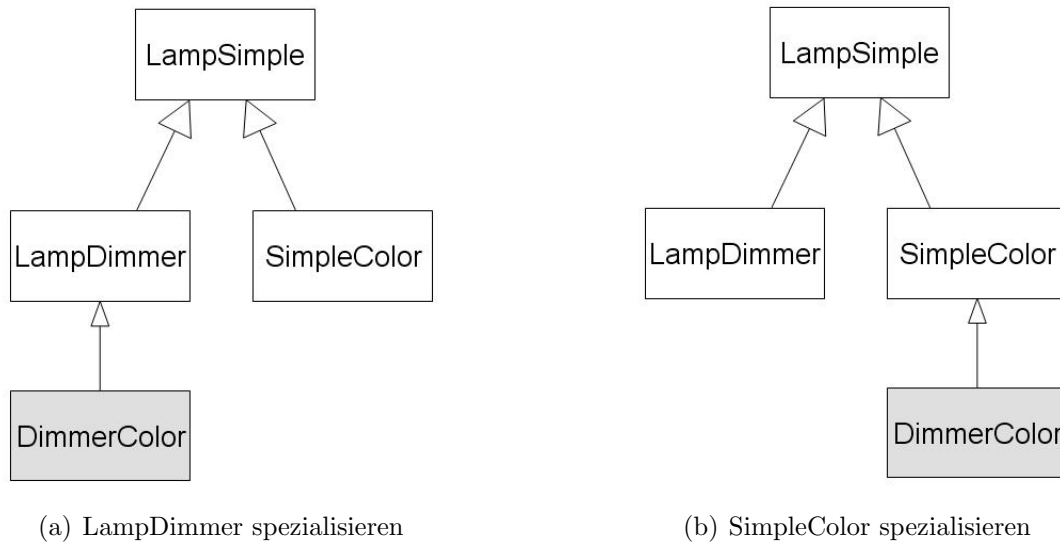 LampSimple
LampDimmer
SimpleColor
DimmerColor
(a) LampDimmer spezialisieren
LampSimple
LampDimmer
SimpleColor
DimmerColor
(b) SimpleColor spezialisieren